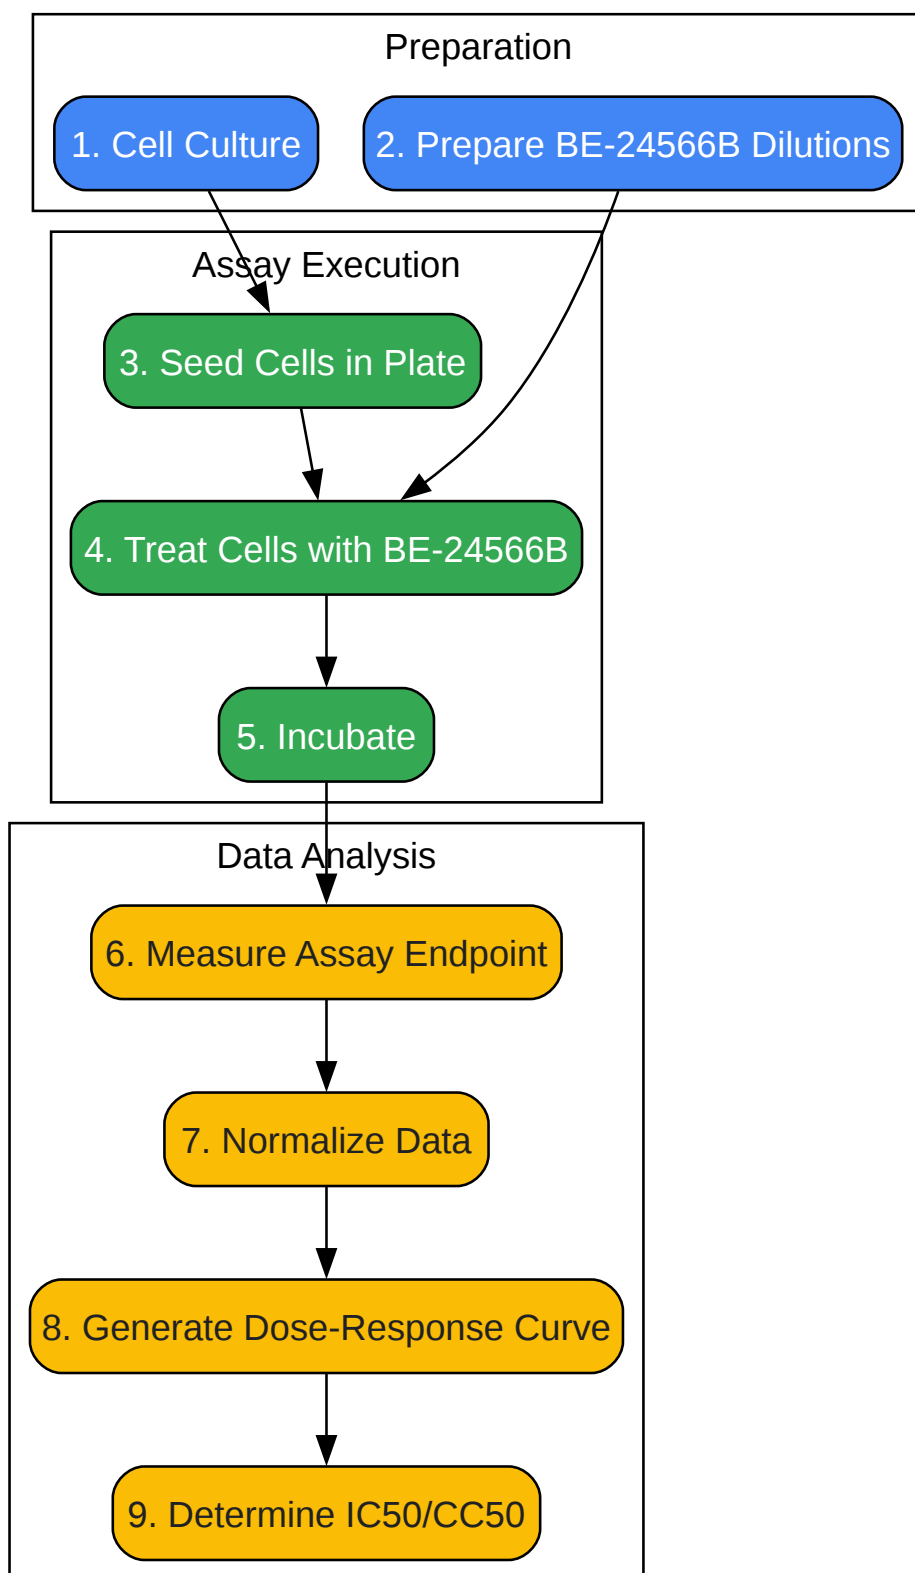 Preparation
1. Cell Culture
2. Prepare BE-24566B Dilutions
Assay Execution
3. Seed Cells in Plate
4. Treat Cells with BE-24566B
5. Incubate
Data Analysis
6. Measure Assay Endpoint
7. Normalize Data
8. Generate Dose-Response Curve
9. Determine IC50/CC50